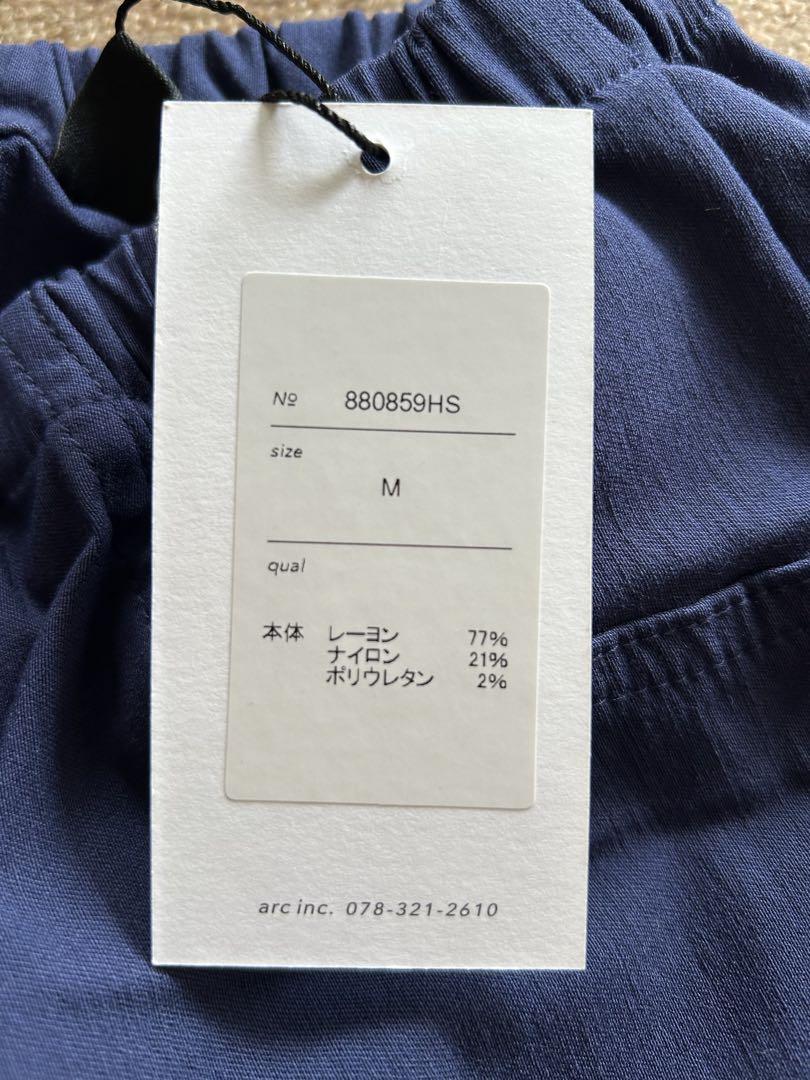 № 880859HS
size
M
qual
本体 レーヨン 77%
ナイロン 21%
ポリウレタン 2%
arc inc. 078-321-2610